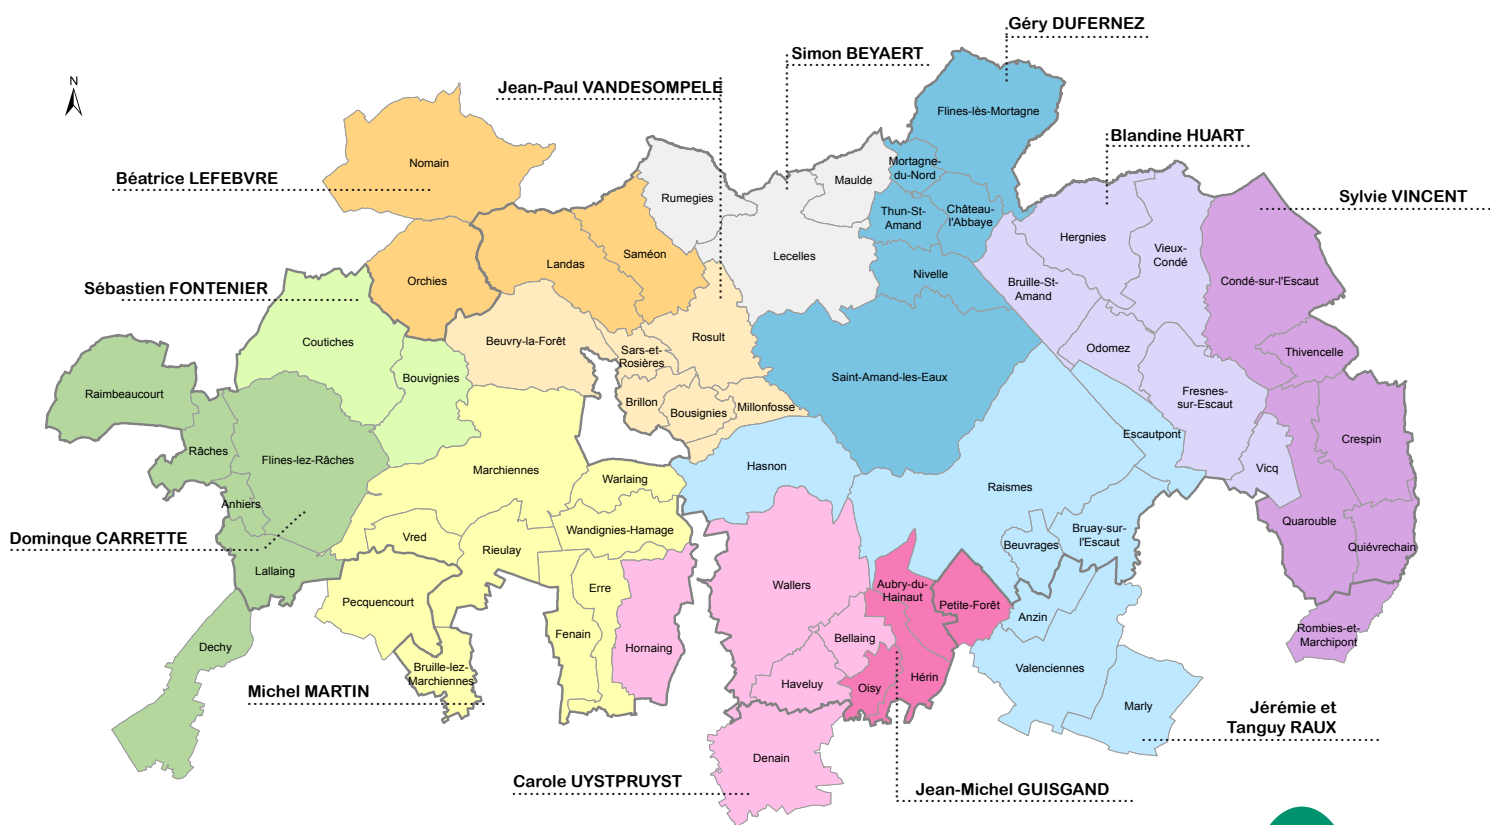 Géry DUFERNEZ
Simon BEYAERT
N
Jean-Paul VANDESOMPELE
Flines-lès-Mortagne
Blandine HUART
Nomain
Mortagne-
du-Nord
Béatrice LEFEBVRE
Maulde
Rumegies
Sylvie VINCENT
Thun-St-
Amand
Château-
l'Abbaye
Hergnies
Vieux-
Condé
Saméon
Lecelles
Landas
Nivelle
Orchies
Bruille-St-
Amand
Condé-sur-l'Escaut
Sébastien FONTENIER
Coutiches
Beuvry-la-Forêt
Rosult
Odomez
Thivencelle
Sars-et-
Rosières
Bouvignies
Saint-Amand-les-Eaux
Raimbeaucourt
Fresnes-
sur-Escaut
Brillon
Bousignies
Millonfosse
Escautpont
Crespin
Râches
Flines-lez-Râches
Marchiennes
Hasnon
Vicq
Warlaing
Raismes
Anhiers
Quarouble
Dominque CARRETTE
Vred
Wandignies-Hamage
Bruay-sur-
l'Escaut
Rieulay
Beuvrages
Quiévrechain
Lallaing
Wallers
Erre
Aubry-du-
Hainaut
Pecquencourt
Petite-Forêt
Anzin
Rombies-et-
Marchipont
Dechy
Fenain
Hornaing
Bellaing
Bruille-lez-
Marchiennes
Valenciennes
Hérin
Haveluy
Oisy
Michel MARTIN
Marly
Jérémie et
Tanguy RAUX
Denain
Carole UYSTPRUYST
Jean-Michel GUISGAND